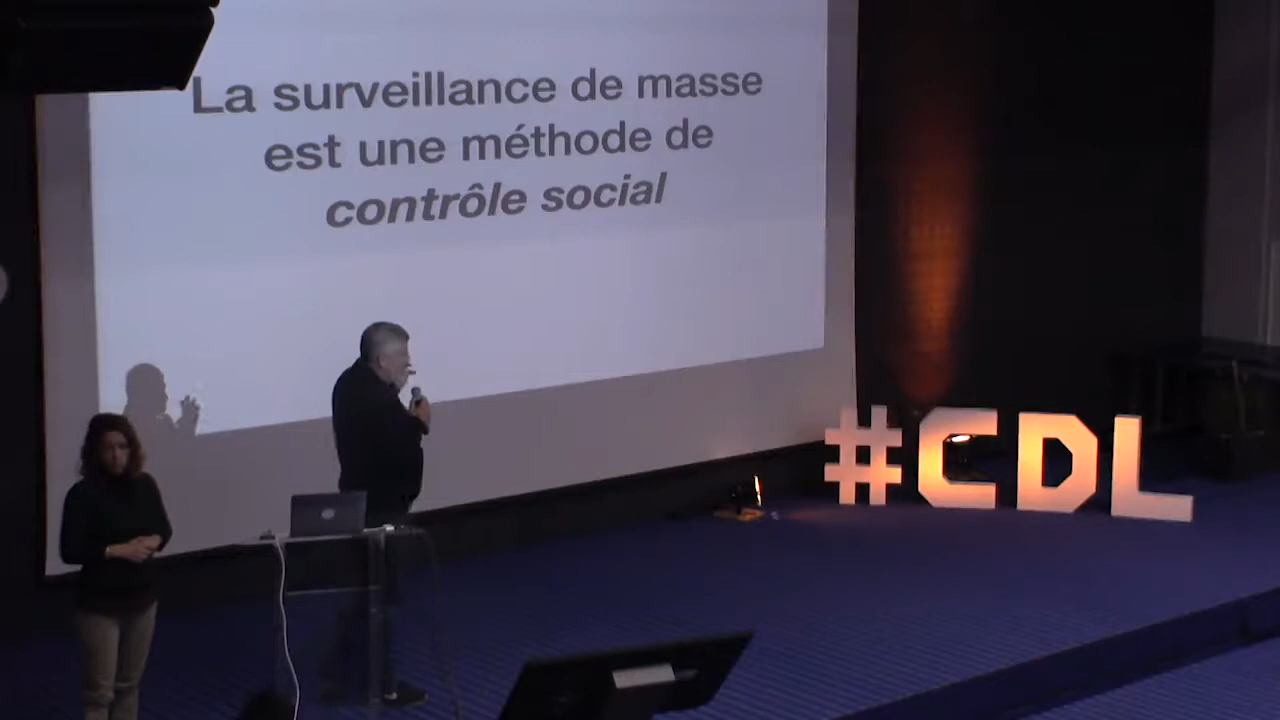 La surveillance de masse
est une méthode de
contrôle social
#CDL